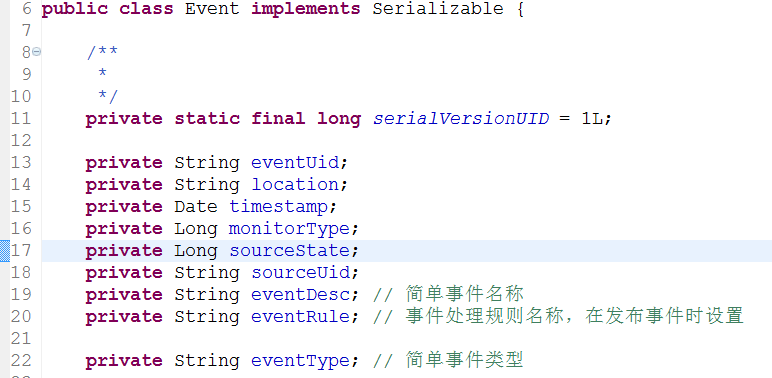 6 public class Event implements Serializable {
7
8 /**
9 *
10 */
11 private static final long serialVersionUID = 1L;
12
13 private String eventUid;
14 private String location;
15 private Date timestamp;
16 private Long monitorType;
17 private Long sourceState;
18 private String sourceUid;
19 private String eventDesc; // 简单事件名称
20 private String eventRule; // 事件处理规则名称，在发布事件时设置
21
22 private String eventType; // 简单事件类型